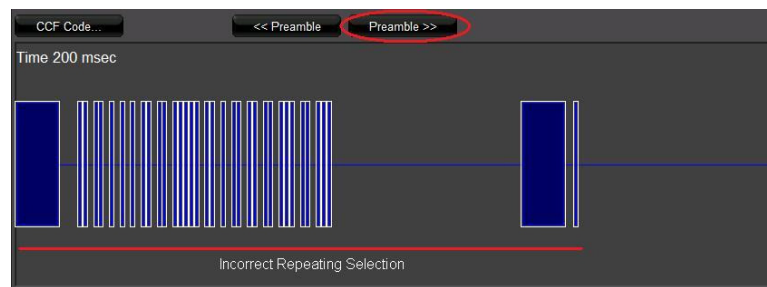 CCF Code... << Preamble Preamble >>
Time 200 msec
Incorrect Repeating Selection